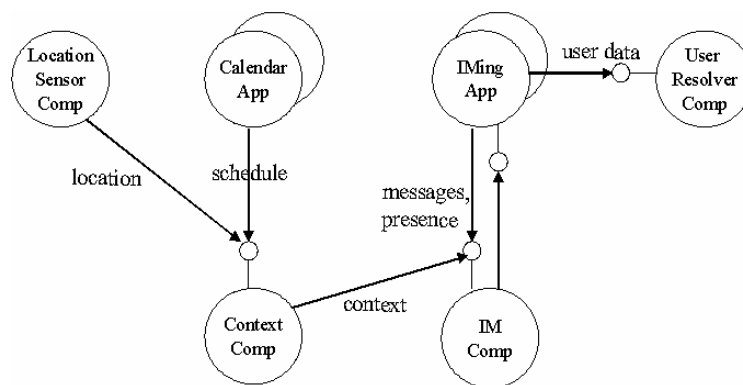 Location
Sensor
Comp
Calendar
App
IMing
App
user data
User
Resolver
Comp
location
schedule
messages,
presence
context
Context
Comp
IM
Comp